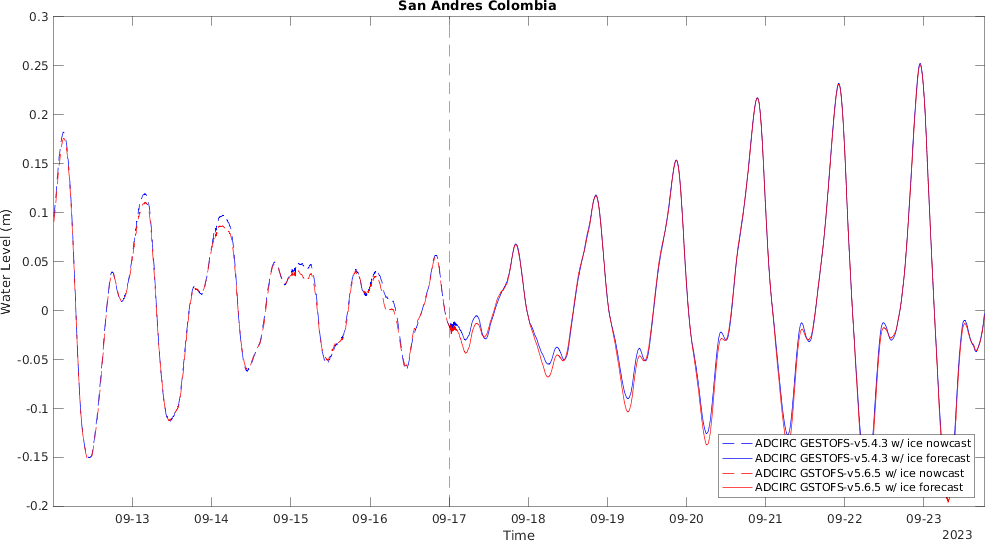 San Andres Colombia
0.3
0.25
0.2
0.15
0.1
0.05
0
-0.05
-0.1
-0.15
-0.2
Water Level (m)
ADCIRC GESTOFS-v5.4.3 w/ ice nowcast
ADCIRC GESTOFS-v5.4.3 w/ ice forecast
ADCIRC GSTOFS-v5.6.5 w/ ice nowcast
ADCIRC GSTOFS-v5.6.5 w/ ice forecast
09-13 09-14 09-15 09-16 09-17 09-18 09-19 09-20 09-21 09-22 09-23
Time
2023